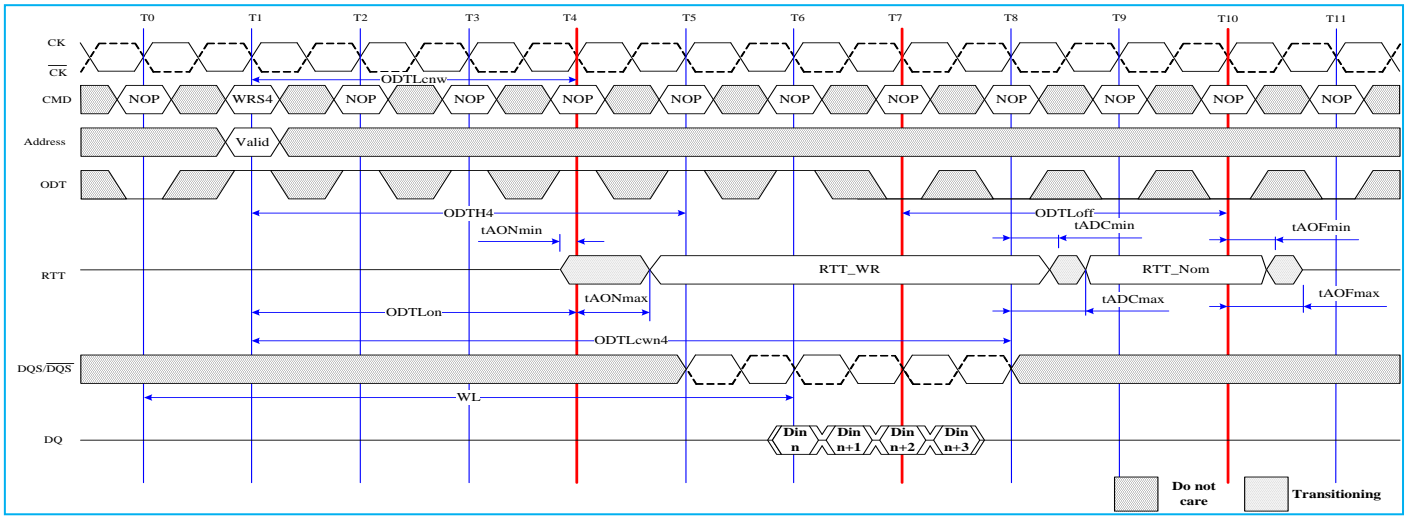 T0 T1 T2 T3 T4 T5 T6 T7 T8 T9 T10 T11
CK
CK
ODTLcnw
CMD NOP WRS4 NOP NOP NOP NOP NOP NOP NOP NOP NOP NOP
Address Valid
ODT
ODTH4 ODTLoff
tAONmin tADCmin tAOFmin
RTT RTT_WR RTT_Nom
tAONmax tADCmax tAOFmax
ODTLon
ODTLcwn4
DQS/DQS
WL
DQ Din n Din n+1 Din n+2 Din n+3
Do not care Transitioning